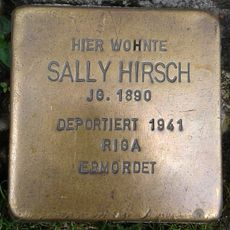 HIER WOHNTE
SALLY HIRSCH
JG. 1890
DEPORTIERT 1941
RIGA
ERMORDET